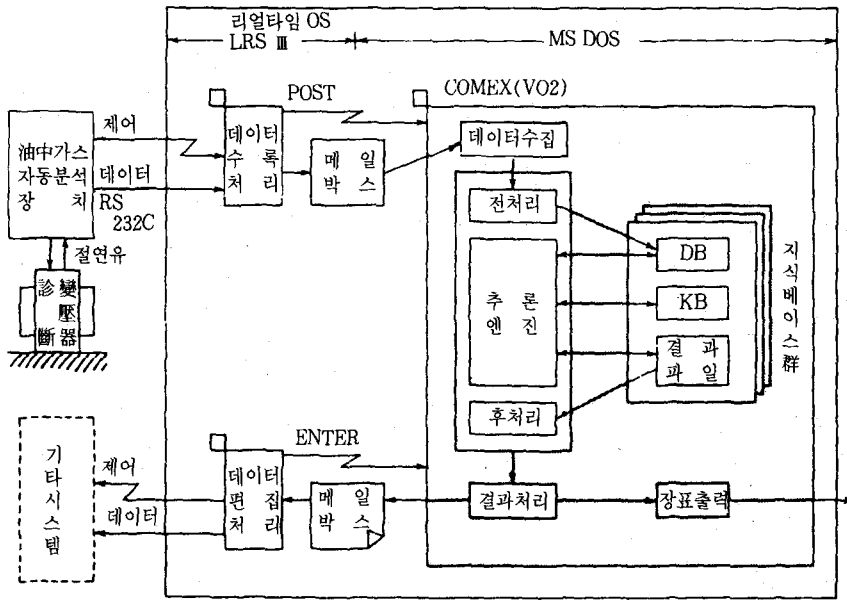 리얼타임 OS
LRS Ⅲ
MS DOS
POST
COMEX(VO2)
제어
油中가스
자동분석
장 치
데이터
RS
232C
데이터
수 록
처 리
메 일
박 스
데이터수집
전처리
추 론
엔 진
후처리
DB
KB
결 과
파 일
지식베이스群
절연유
診 變
壓
斷 器
기타시스템
제어
데이터
ENTER
데이터
편 집
처 리
메 일
박 스
결과처리
장표출력